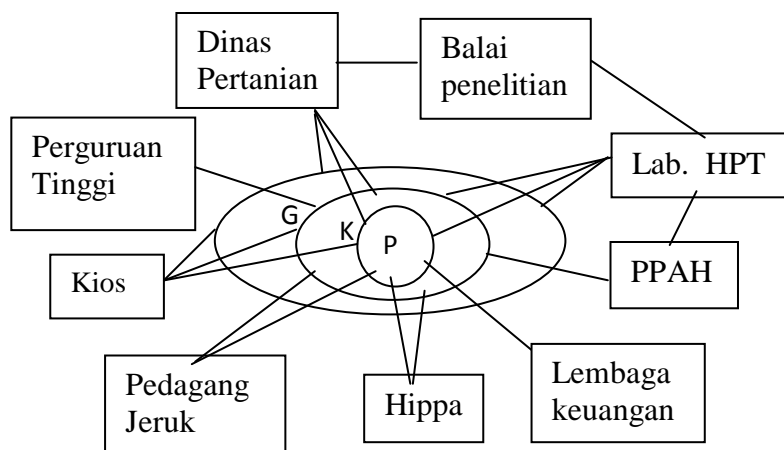 Dinas
Pertanian
Balai
penelitian
Perguruan
Tinggi
Lab. HPT
G
K
P
Kios
PPAH
Pedagang
Jeruk
Hippa
Lembaga
keuangan